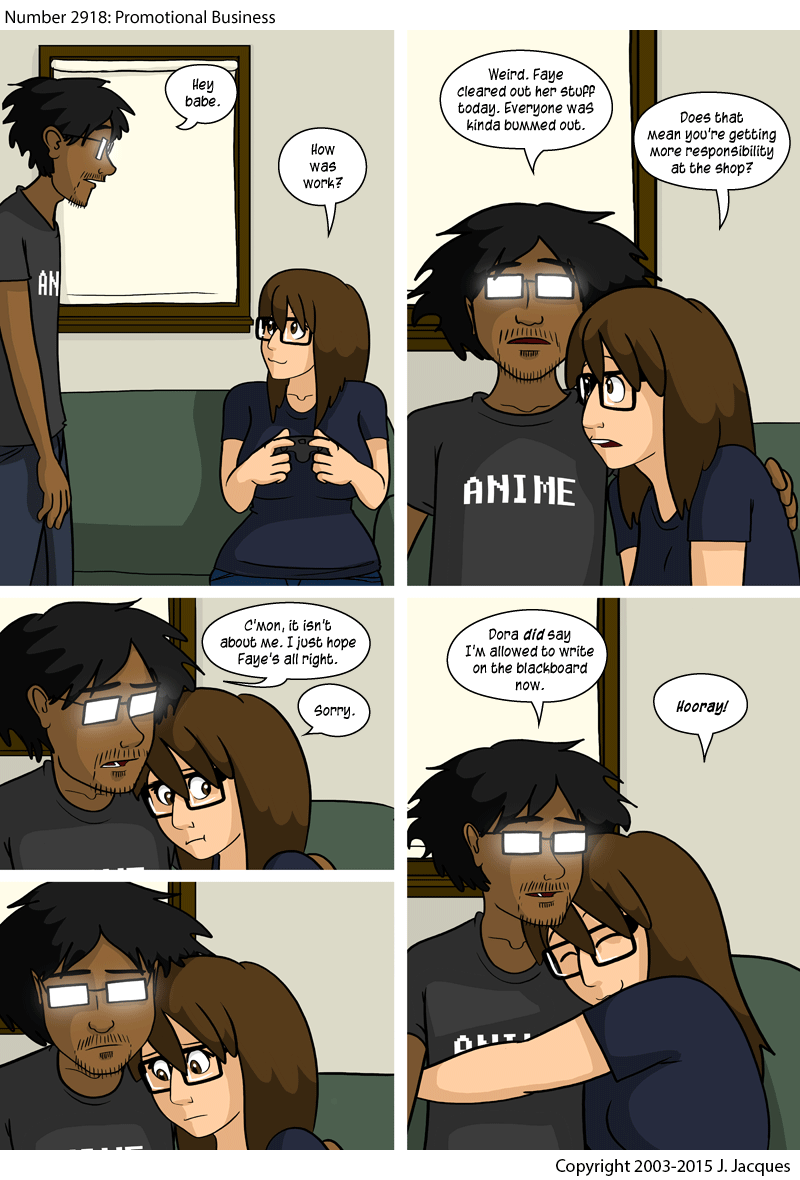 Number 2918: Promotional Business
Hey
babe.
How
was
work?
AN
Weird. Faye
cleared out her stuff
today. Everyone was
kinda bummed out.
Does that
mean you're getting
more responsibility
at the shop?
ANIME
C'mon, it isn't
about me. I just hope
Faye's all right.
Sorry.
Dora did say
I'm allowed to write
on the blackboard
now.
Hooray!
Copyright 2003-2015 J. Jacques